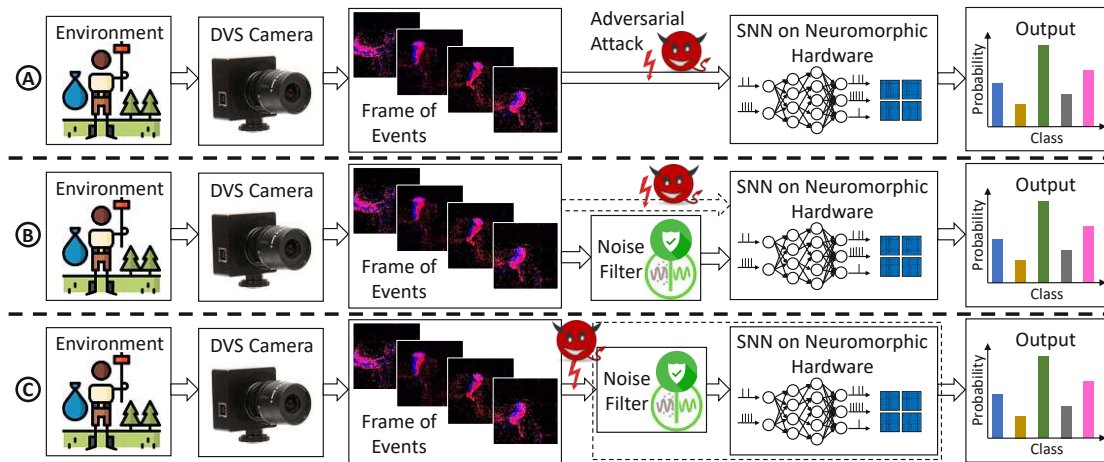 A
Environment
DVS Camera
Frame of
Events
Adversarial
Attack
SNN on Neuromorphic
Hardware
Output
Probability
Class
B
Environment
DVS Camera
Frame of
Events
Noise
Filter
SNN on Neuromorphic
Hardware
Output
Probability
Class
C
Environment
DVS Camera
Frame of
Events
Noise
Filter
SNN on Neuromorphic
Hardware
Output
Probability
Class